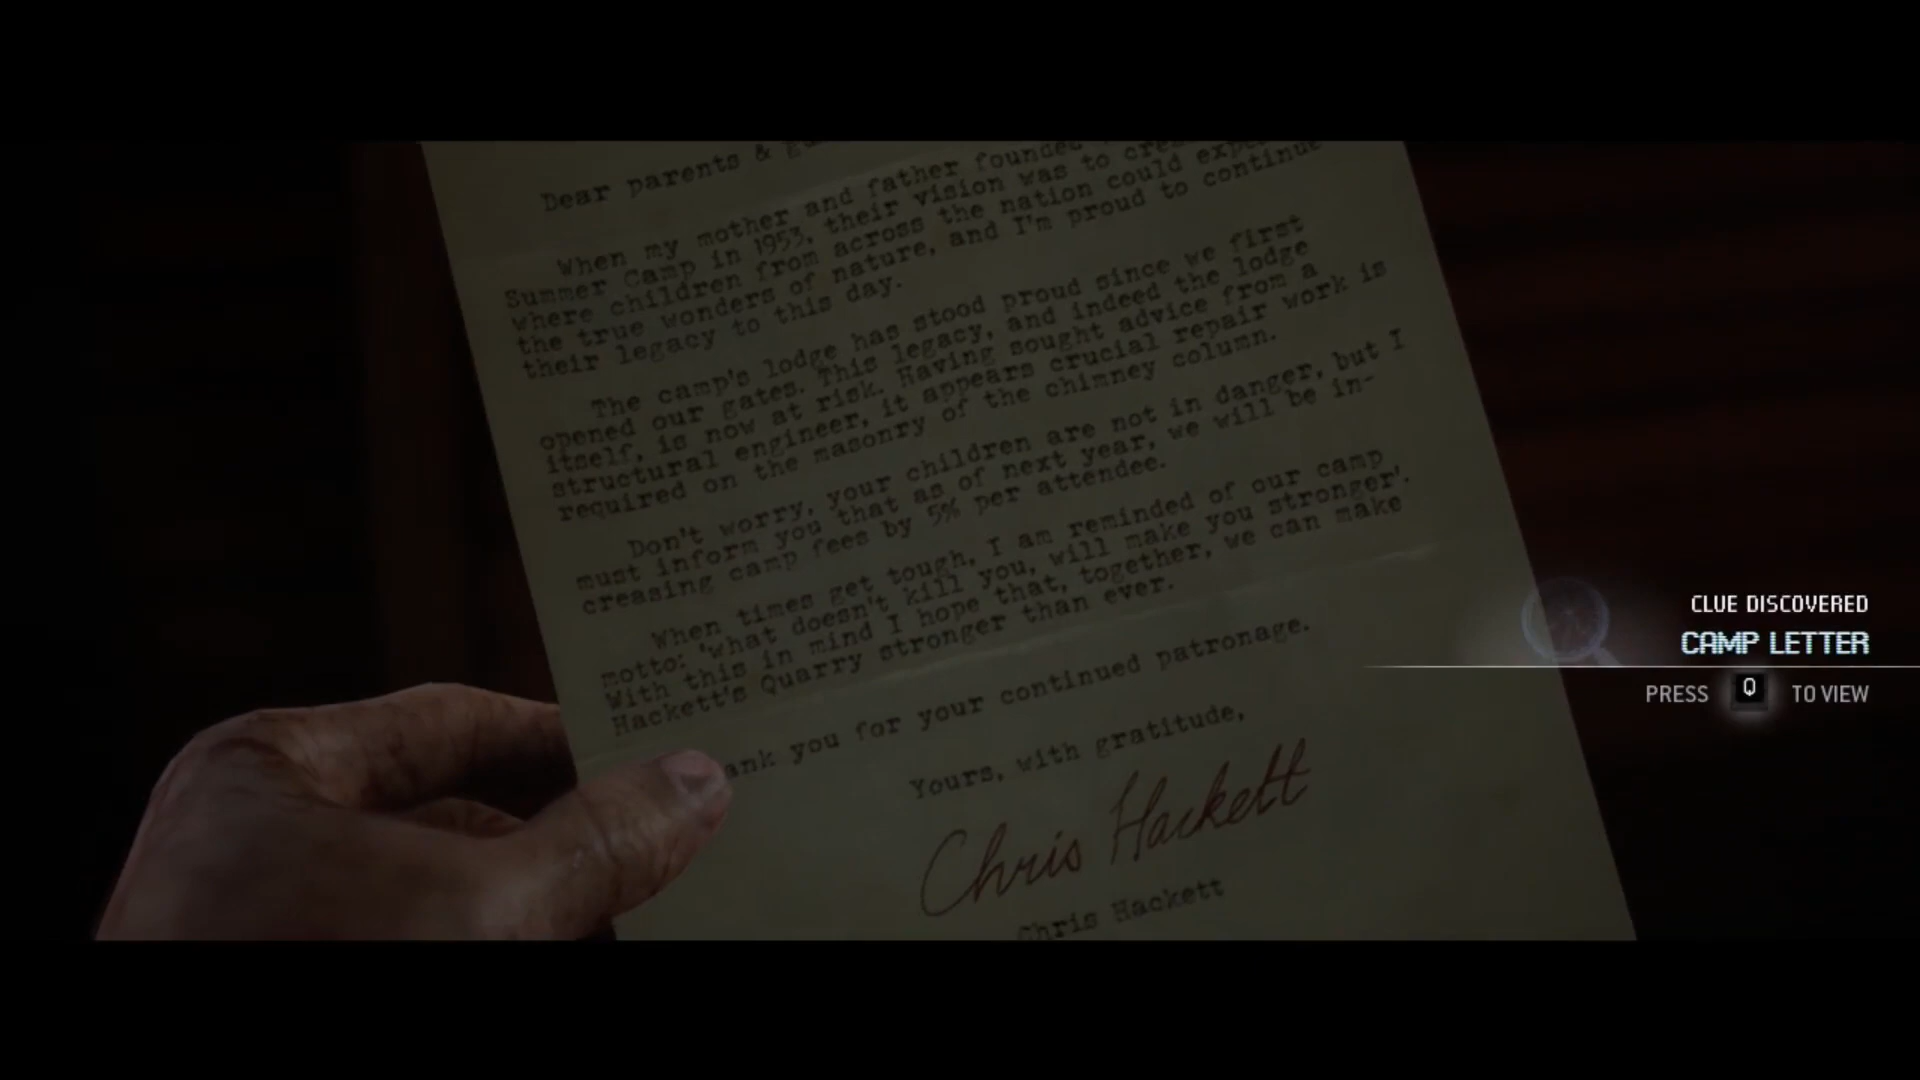 Dear parents &
When my mother and father founded
Summer Camp in 1953, their vision was to
where children from across the nation could
the true wonders of nature, and I'm proud to continue
their legacy to this day.
The camp's lodge has stood proud since we first
opened our gates. This legacy, and indeed the lodge
itself, is now at risk. Having sought advice from a
structural engineer, it appears crucial repair work is
required on the masonry of the chimney column.
Don't worry, your children are not in danger, but I
must inform you that as of next year, we will be in-
creasing camp fees by 5% per attendee.
When times get tough, I am reminded of our camp
motto: 'what doesn't kill you, will make you stronger'.
With this in mind I hope that, together, we can make
Hackett's Quarry stronger than ever.
ank you for your continued patronage.
Yours, with gratitude,
Chris Hackett
Chris Hackett
CLUE DISCOVERED
CAMP LETTER
PRESS Q TO VIEW